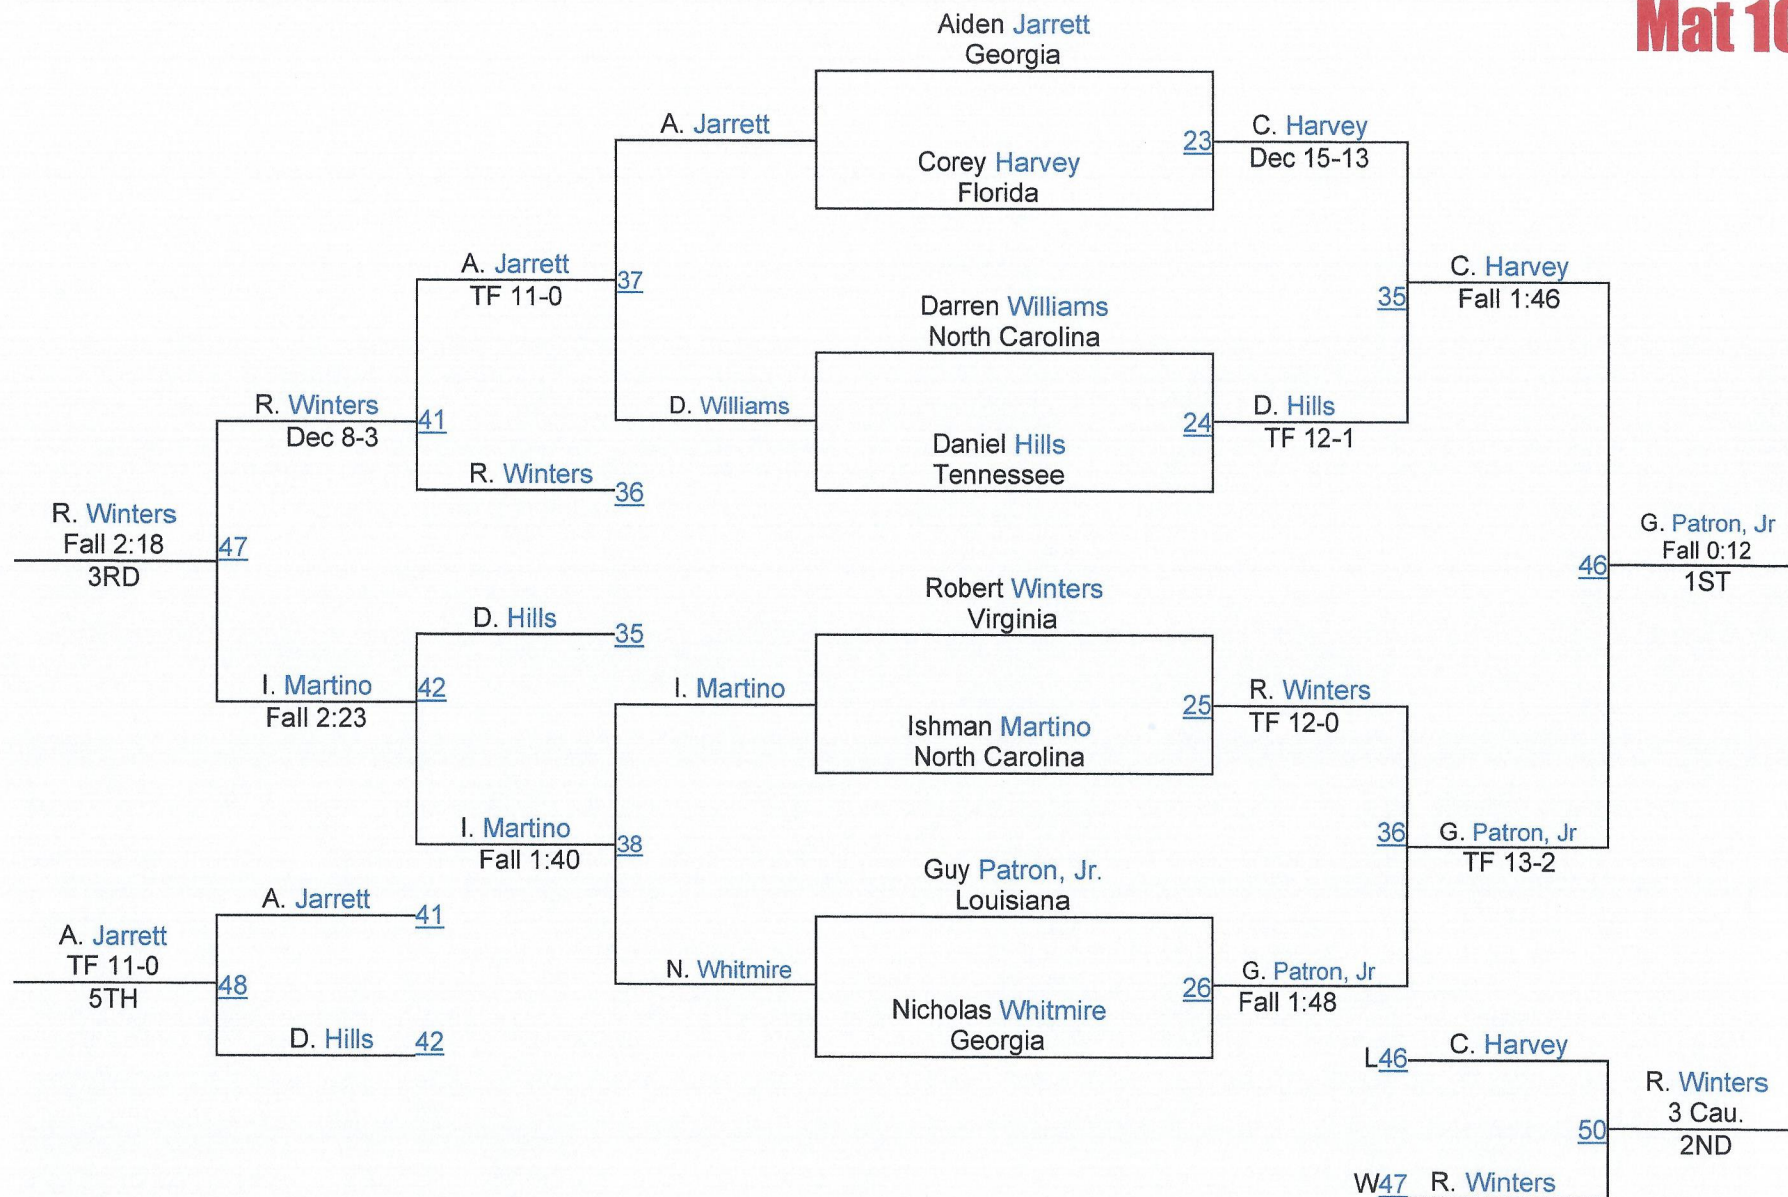 Mat 10
Aiden Jarrett
Georgia
A. Jarrett
23
C. Harvey
Dec 15-13
Corey Harvey
Florida
A. Jarrett
TF 11-0
37
C. Harvey
Fall 1:46
35
Darren Williams
North Carolina
R. Winters
Dec 8-3
41
D. Williams
24
D. Hills
TF 12-1
Daniel Hills
Tennessee
R. Winters
36
R. Winters
Fall 2:18
3RD
47
G. Patron, Jr
Fall 0:12
1ST
46
Robert Winters
Virginia
D. Hills
35
I. Martino
Fall 2:23
42
I. Martino
25
R. Winters
TF 12-0
Ishman Martino
North Carolina
I. Martino
Fall 1:40
38
36
G. Patron, Jr
TF 13-2
Guy Patron, Jr.
Louisiana
A. Jarrett
41
A. Jarrett
TF 11-0
5TH
48
N. Whitmire
26
G. Patron, Jr
Fall 1:48
Nicholas Whitmire
Georgia
D. Hills
42
L46
C. Harvey
R. Winters
3 Cau.
2ND
50
W47
R. Winters